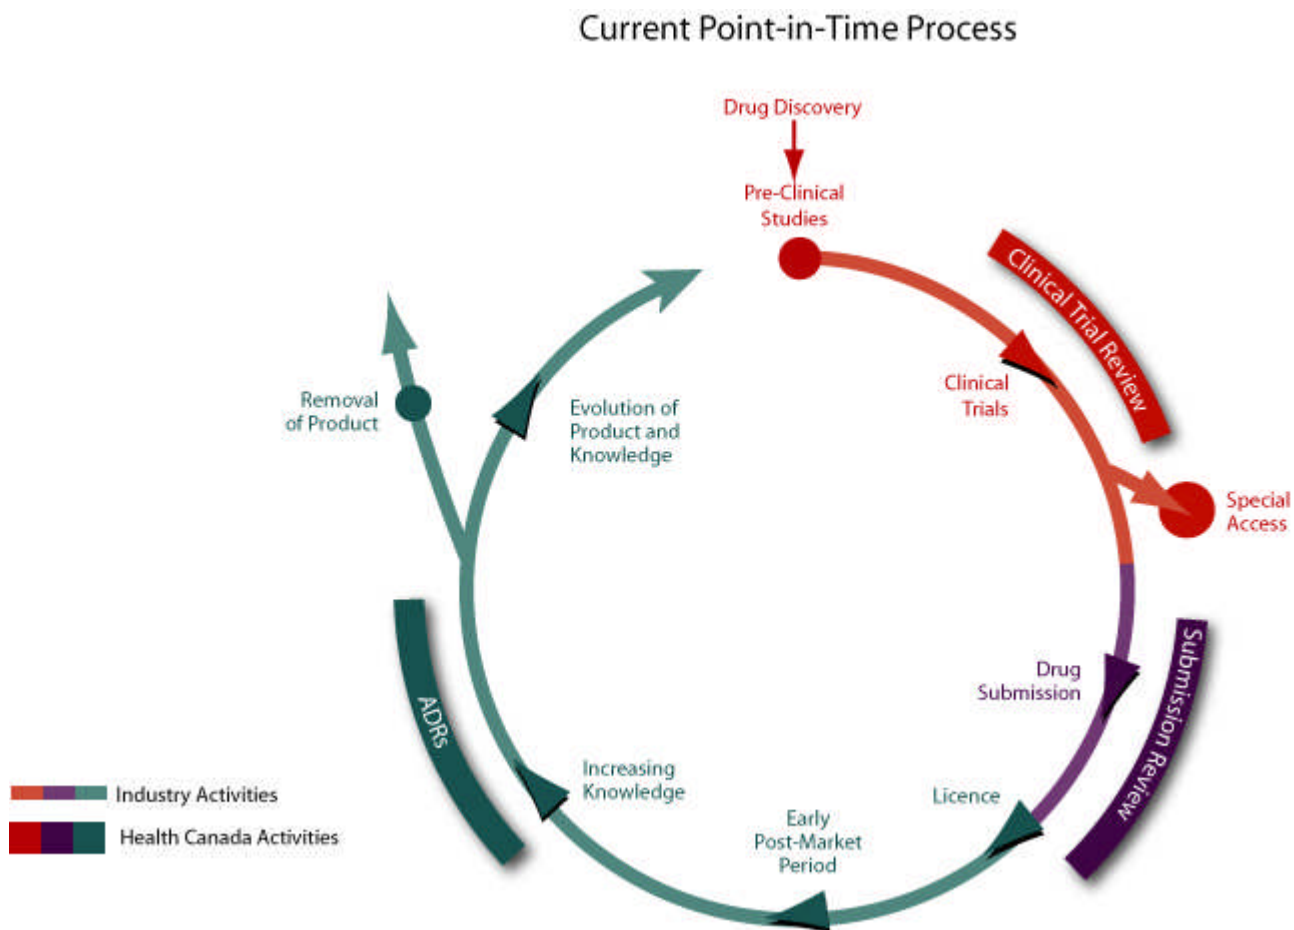 Current Point-in-Time Process
Drug Discovery
Pre-Clinical
Studies
Clinical Trial Review
Clinical
Trials
Special
Access
Drug
Submission
Submission Review
Licence
Early
Post-Market
Period
Increasing
Knowledge
ADRs
Removal
of Product
Evolution of
Product and
Knowledge
Industry Activities
Health Canada Activities